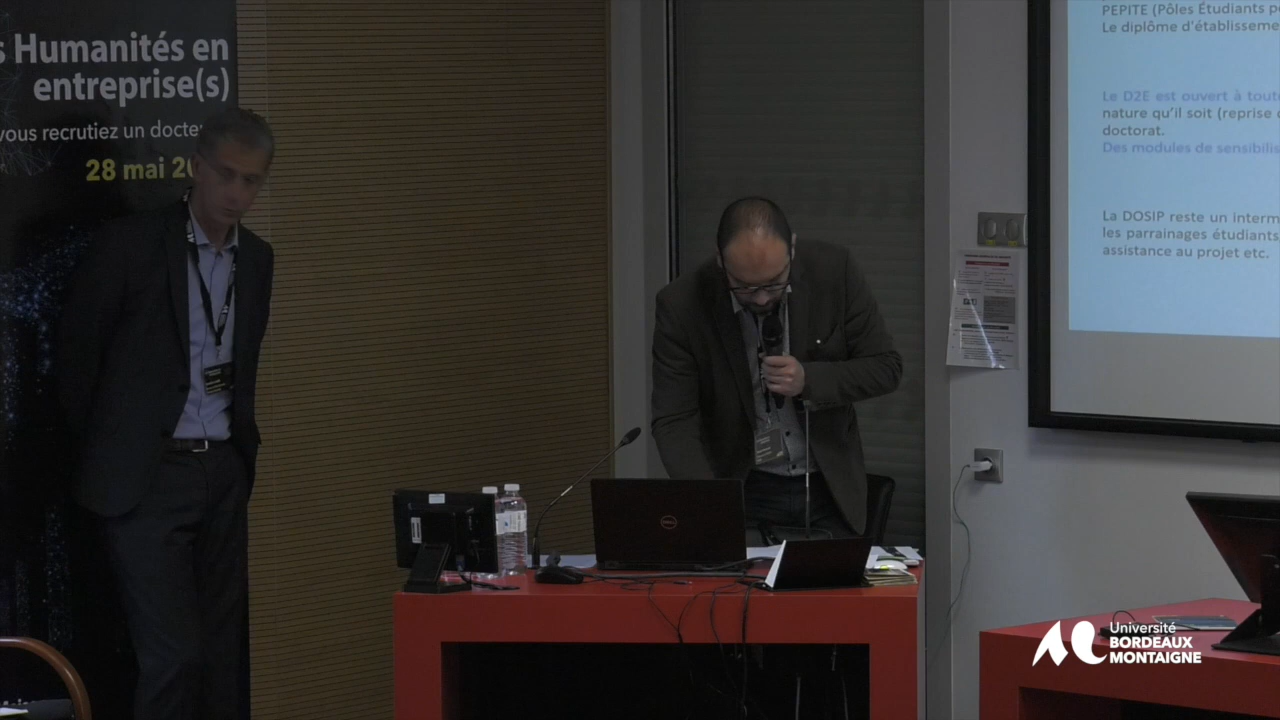 s Humanités en
entreprise(s)
vous recrutiez un docte
28 mai 20
PEPITE (Pôles Étudiants p
Le diplôme d'établisseme
Le D2E est ouvert à tout
nature qu'il soit (reprise
doctorat.
Des modules de sensibilis
La DOSIP reste un interm
les parrainages étudiants,
assistance au projet etc.
DELL
Université
BORDEAUX
MONTAIGNE